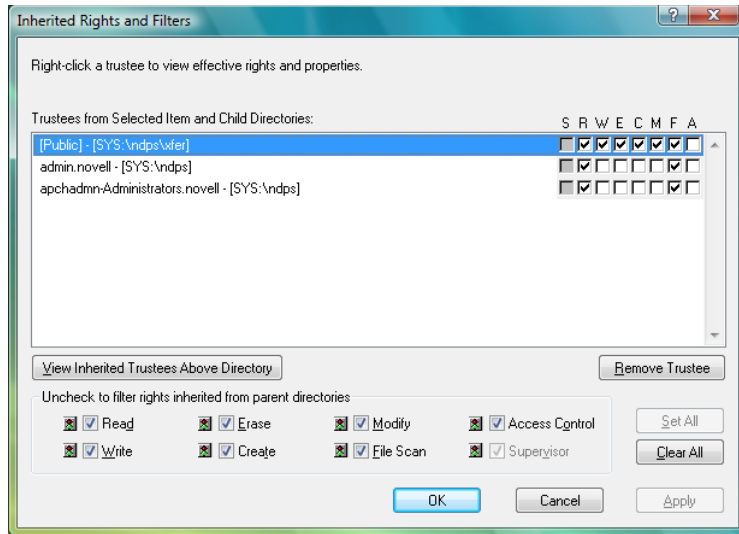 Inherited Rights and Filters
Right-click a trustee to view effective rights and properties.
Trustees from Selected Item and Child Directories:
S R W E C M F A
[Public] - [SYS:\ndps\xfer]
admin.novell - [SYS:\ndps]
apchadmn-Administrators.novell - [SYS:\ndps]
View Inherited Trustees Above Directory
Remove Trustee
Uncheck to filter rights inherited from parent directories
Read Erase Modify Access Control Set All
Write Create File Scan Supervisor Clear All
OK Cancel Apply